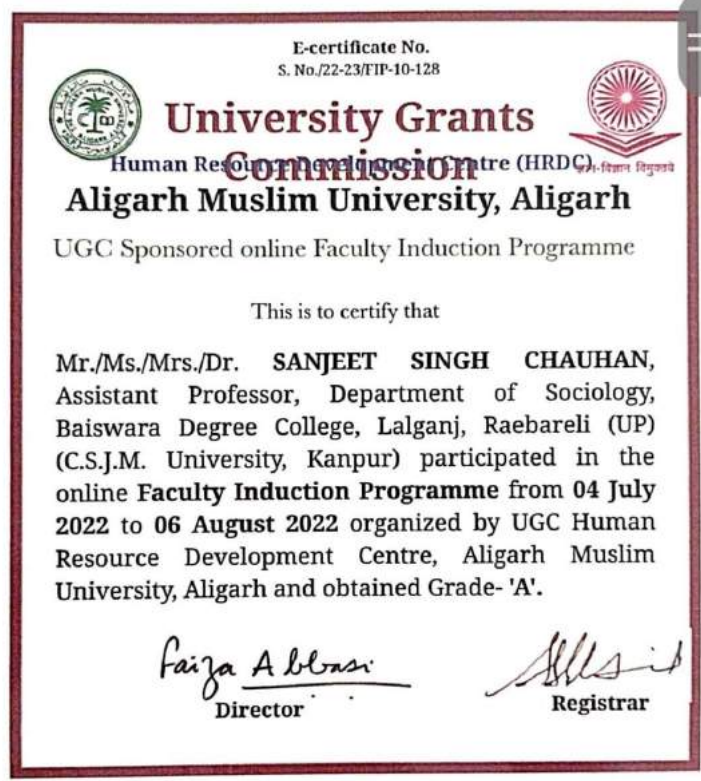 E-certificate No.
S. No./22-23/FIP-10-128
University Grants
Commission
Human Resource Development Centre (HRDC)
ज्ञान-विज्ञान विमुक्तये
Aligarh Muslim University, Aligarh
UGC Sponsored online Faculty Induction Programme
This is to certify that
Mr./Ms./Mrs./Dr. SANJEET SINGH CHAUHAN,
Assistant Professor, Department of Sociology,
Baiswara Degree College, Lalganj, Raebareli (UP)
(C.S.J.M. University, Kanpur) participated in the
online Faculty Induction Programme from 04 July
2022 to 06 August 2022 organized by UGC Human
Resource Development Centre, Aligarh Muslim
University, Aligarh and obtained Grade- 'A'.
Faiza Abbasi
Director
Registrar